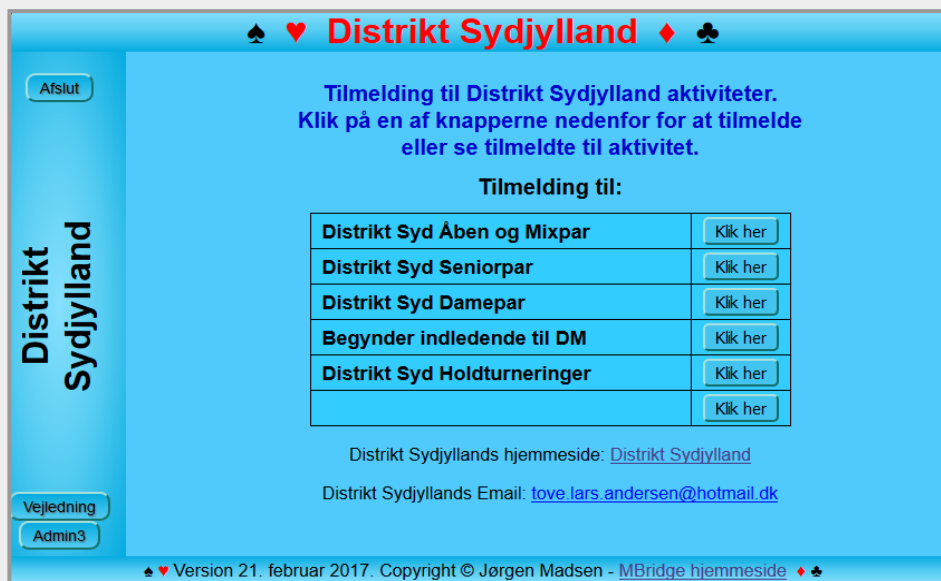 ♠ ♥ Distrikt Sydjylland ♦ ♣
Afslut
Tilmelding til Distrikt Sydjylland aktiviteter.
Klik på en af knapperne nedenfor for at tilmelde
eller se tilmeldte til aktivitet.
Tilmelding til:
Distrikt Syd Åben og Mixpar Klik her
Distrikt Syd Seniorpar Klik her
Distrikt Syd Damepar Klik her
Begynder indledende til DM Klik her
Distrikt Syd Holdturneringer Klik her
Klik her
Distrikt
Sydjylland
Distrikt Sydjyllands hjemmeside: Distrikt Sydjylland
Distrikt Sydjyllands Email: tove.lars.andersen@hotmail.dk
Vejledning
Admin3
♠ ♥ Version 21. februar 2017. Copyright © Jørgen Madsen - MBridge hjemmeside ♦ ♣